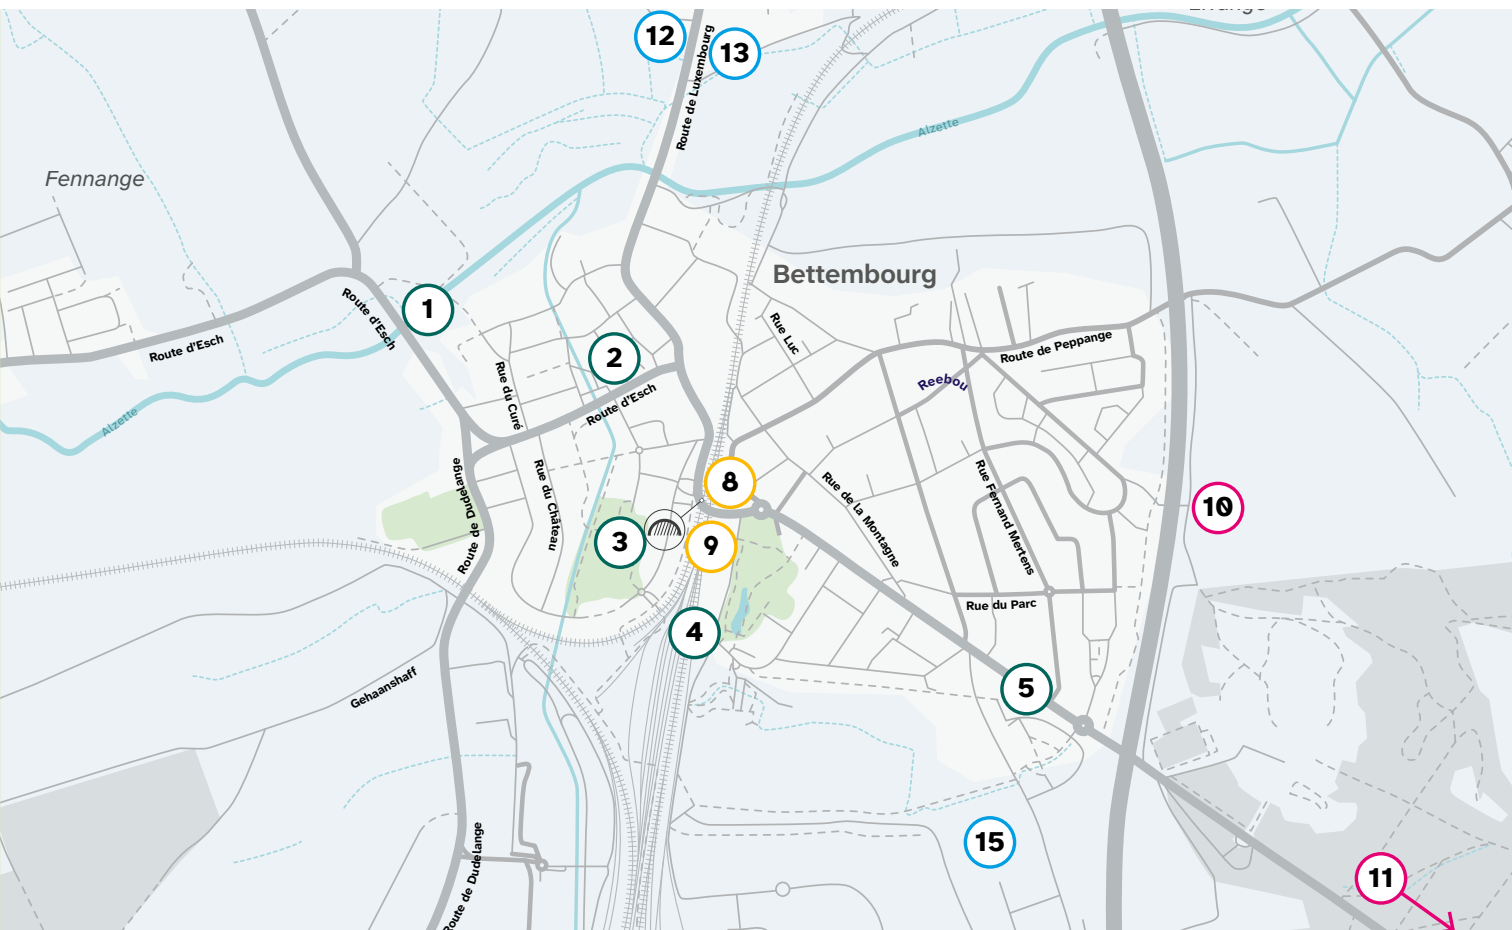 12
13
Route de Luxembourg
Alzette
Fennange
Bettembourg
1
Route d'Esch
Route d'Esch
2
Rue Luc
Route de Peppange
Reebou
Rue du Curé
Route d'Esch
Alzette
Route de Dudelange
Rue du Château
8
Rue de la Montagne
Rue Fernand Mertens
10
3
9
Rue du Parc
4
Gehaanshaff
5
Route de Dudelange
15
11